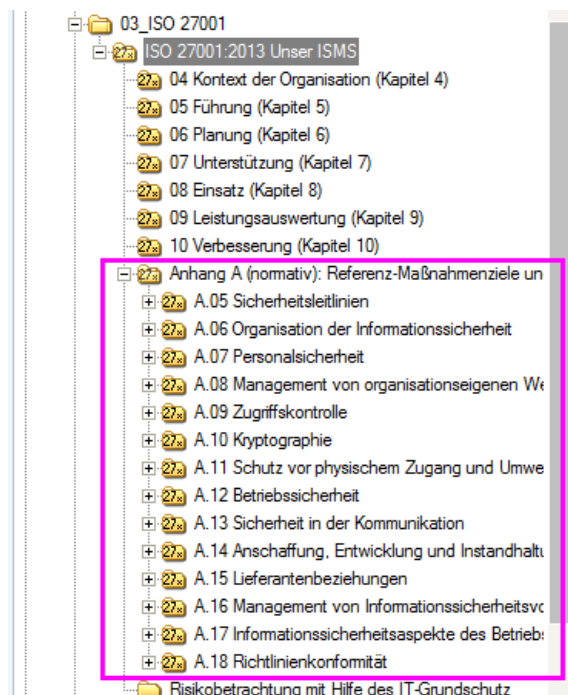 03_ISO 27001
ISO 27001:2013 Unser ISMS
04 Kontext der Organisation (Kapitel 4)
05 Führung (Kapitel 5)
06 Planung (Kapitel 6)
07 Unterstützung (Kapitel 7)
08 Einsatz (Kapitel 8)
09 Leistungsauswertung (Kapitel 9)
10 Verbesserung (Kapitel 10)
Anhang A (normativ): Referenz-Maßnahmenziele un
A.05 Sicherheitsleitlinien
A.06 Organisation der Informationssicherheit
A.07 Personalsicherheit
A.08 Management von organisationseigenen We
A.09 Zugriffskontrolle
A.10 Kryptographie
A.11 Schutz vor physischem Zugang und Umwe
A.12 Betriebssicherheit
A.13 Sicherheit in der Kommunikation
A.14 Anschaffung, Entwicklung und Instandhaltu
A.15 Lieferantenbeziehungen
A.16 Management von Informationssicherheitsvo
A.17 Informationssicherheitsaspekte des Betriebs
A.18 Richtlinienkonformität
Risikobetrachtung mit Hilfe des IT-Grundschutz